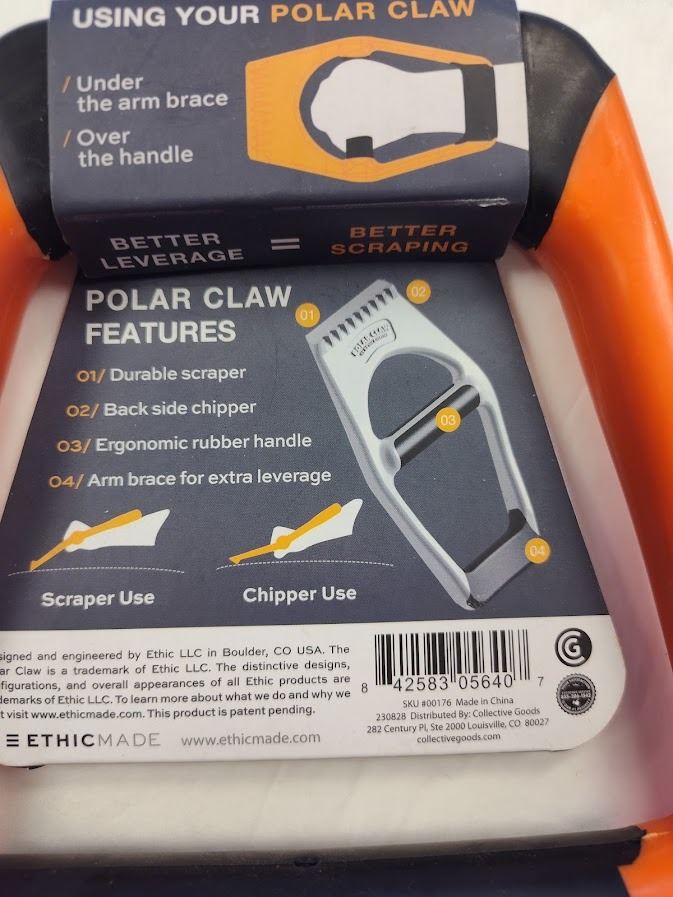 USING YOUR POLAR CLAW
/ Under
the arm brace
/ Over
the handle
BETTER LEVERAGE = BETTER SCRAPING
POLAR CLAW
FEATURES
01/ Durable scraper
02/ Back side chipper
03/ Ergonomic rubber handle
04/ Arm brace for extra leverage
01
02
03
04
Scraper Use
Chipper Use
signed and engineered by Ethic LLC in Boulder, CO USA. The
ar Claw is a trademark of Ethic LLC. The distinctive designs,
figurations, and overall appearances of all Ethic products are
demarks of Ethic LLC. To learn more about what we do and why we
t visit www.ethicmade.com. This product is patent pending.
ETHICMADE www.ethicmade.com
8 42583 05640 7
SKU #00176 Made in China
230828 Distributed By: Collective Goods
282 Century Pl, Ste 2000 Louisville, CO 80027
collectivegoods.com